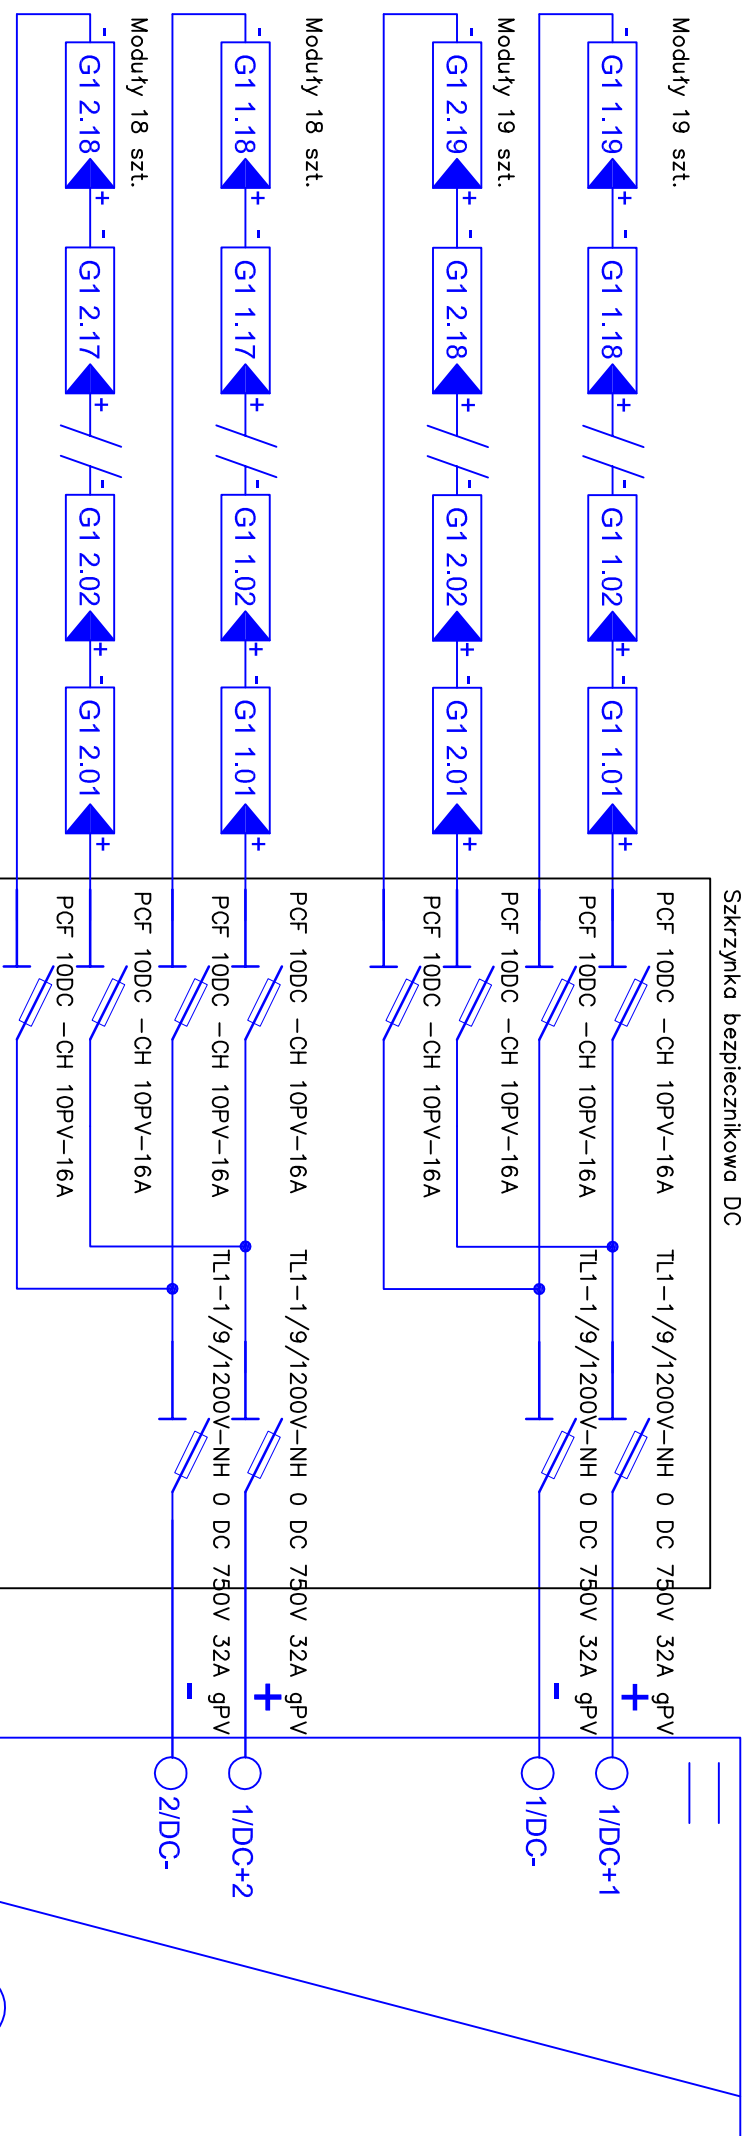 Moduły 19 szt.
- G1 1.19 + - G1 1.18 + - G1 1.02 + - G1 1.01 +
Moduły 19 szt.
- G1 2.19 + - G1 2.18 + - G1 2.02 + - G1 2.01 +
Moduły 18 szt.
- G1 1.18 + - G1 1.17 + - G1 1.02 + - G1 1.01 +
Moduły 18 szt.
- G1 2.18 + - G1 2.17 + - G1 2.02 + - G1 2.01 +
Szkrzynka bezpiecznikowa DC
PCF 10DC -CH 10PV-16A
PCF 10DC -CH 10PV-16A
PCF 10DC -CH 10PV-16A
PCF 10DC -CH 10PV-16A
PCF 10DC -CH 10PV-16A
PCF 10DC -CH 10PV-16A
PCF 10DC -CH 10PV-16A
PCF 10DC -CH 10PV-16A
TL1-1/9/1200V-NH 0 DC 750V 32A gPV
TL1-1/9/1200V-NH 0 DC 750V 32A gPV
TL1-1/9/1200V-NH 0 DC 750V 32A gPV
TL1-1/9/1200V-NH 0 DC 750V 32A gPV
+ 1/DC+1
- 1/DC-
+ 1/DC+2
- 2/DC-